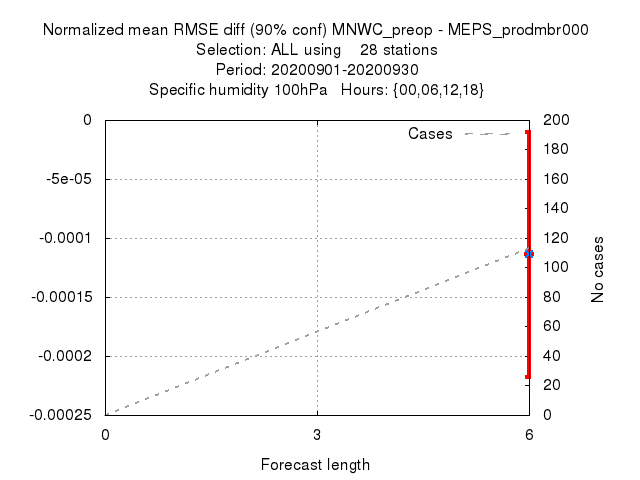 Normalized mean RMSE diff (90% conf) MNWC_preop - MEPS_prodmbr000
Selection: ALL using    28 stations
Period: 20200901-20200930
Specific humidity 100hPa   Hours: {00,06,12,18}
Cases
0
-5e-05
-0.0001
-0.00015
-0.0002
-0.00025
200
180
160
140
120
100
80
60
40
20
0
No cases
0 3 6
Forecast length